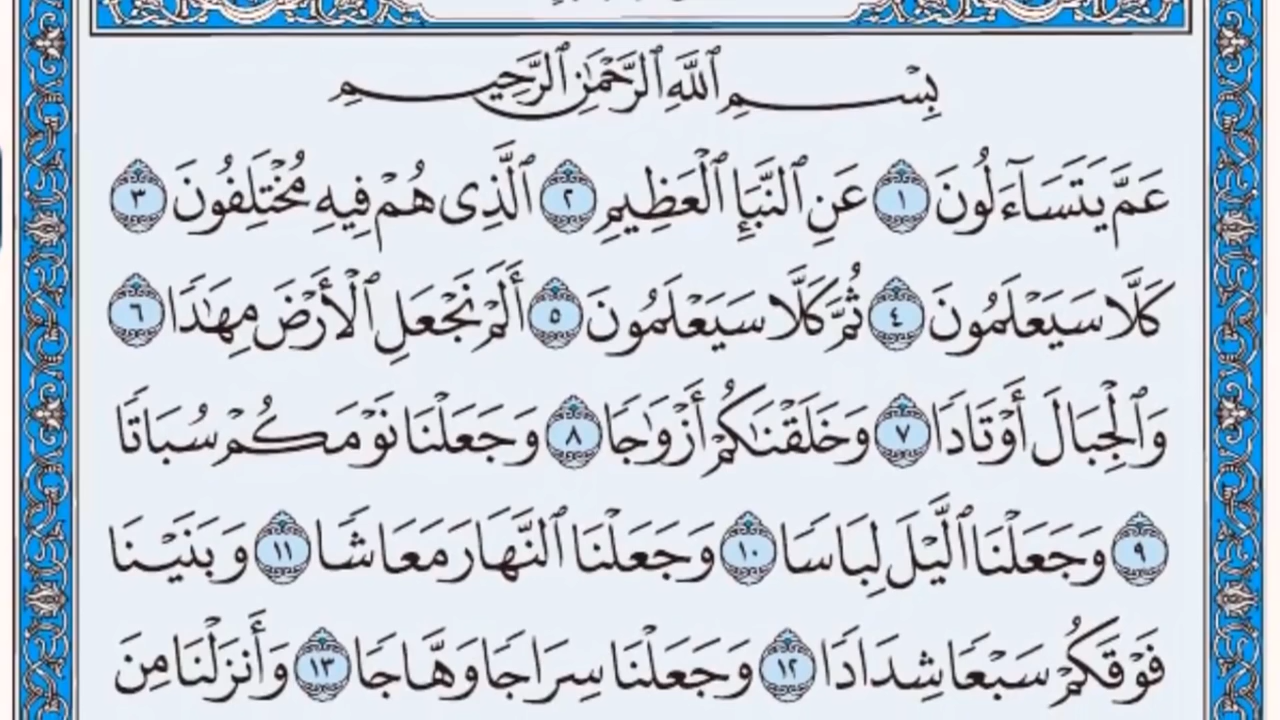 بِسْمِ ٱللَّهِ ٱلرَّحْمَٰنِ ٱلرَّحِيمِ
عَمَّ يَتَسَآءَلُونَ ١ عَنِ ٱلنَّبَإِ ٱلْعَظِيمِ ٢ ٱلَّذِى هُمْ فِيهِ مُخْتَلِفُونَ ٣
كَلَّا سَيَعْلَمُونَ ٤ ثُمَّ كَلَّا سَيَعْلَمُونَ ٥ أَلَمْ نَجْعَلِ ٱلْأَرْضَ مِهَٰدًا ٦
وَٱلْجِبَالَ أَوْتَادًا ٧ وَخَلَقْنَٰكُمْ أَزْوَٰجًا ٨ وَجَعَلْنَا نَوْمَكُمْ سُبَاتًا
٩ وَجَعَلْنَا ٱلَّيْلَ لِبَاسًا ١٠ وَجَعَلْنَا ٱلنَّهَارَ مَعَاشًا ١١ وَبَنَيْنَا
فَوْقَكُمْ سَبْعًا شِدَادًا ١٢ وَجَعَلْنَا سِرَاجًا وَهَّاجًا ١٣ وَأَنزَلْنَا مِنَ